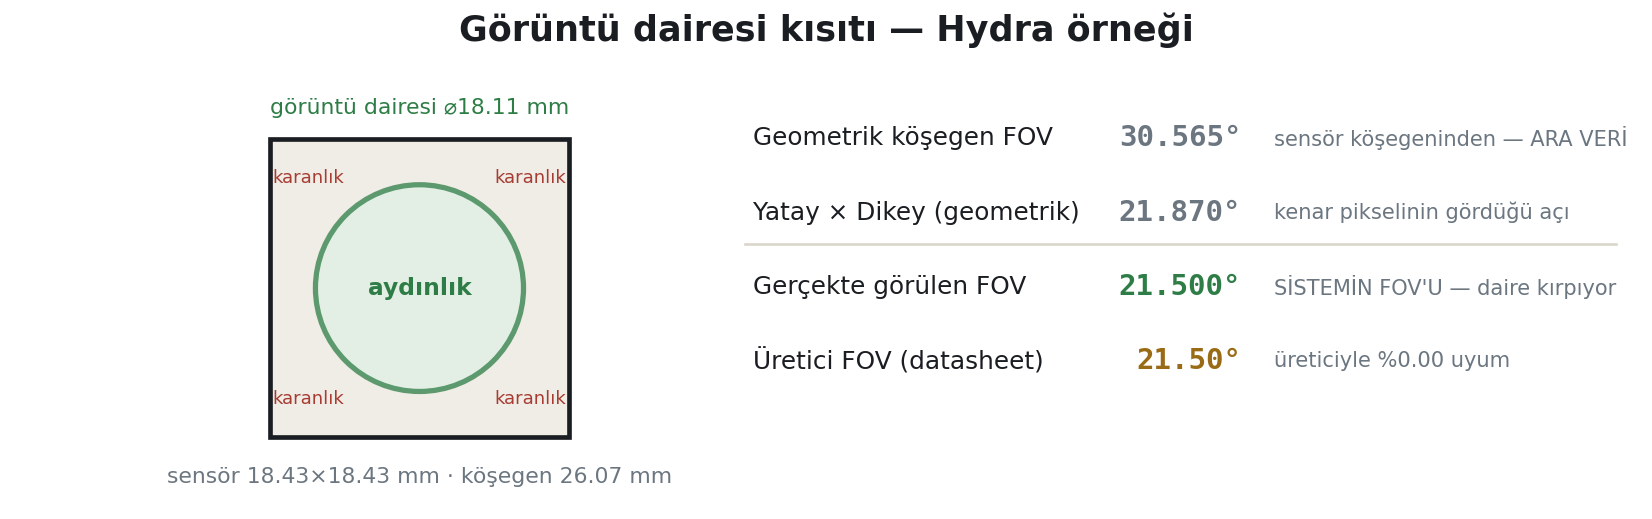 Görüntü dairesi kısıtı — Hydra örneği
görüntü dairesi ⌀18.11 mm
karanlık karanlık
aydınlık
karanlık karanlık
sensör 18.43×18.43 mm · köşegen 26.07 mm
Geometrik köşegen FOV 30.565° sensör köşegeninden — ARA VERİ
Yatay × Dikey (geometrik) 21.870° kenar pikselinin gördüğü açı
Gerçekte görülen FOV 21.500° SİSTEMİN FOV'U — daire kırpıyor
Üretici FOV (datasheet) 21.50° üreticiyle %0.00 uyum